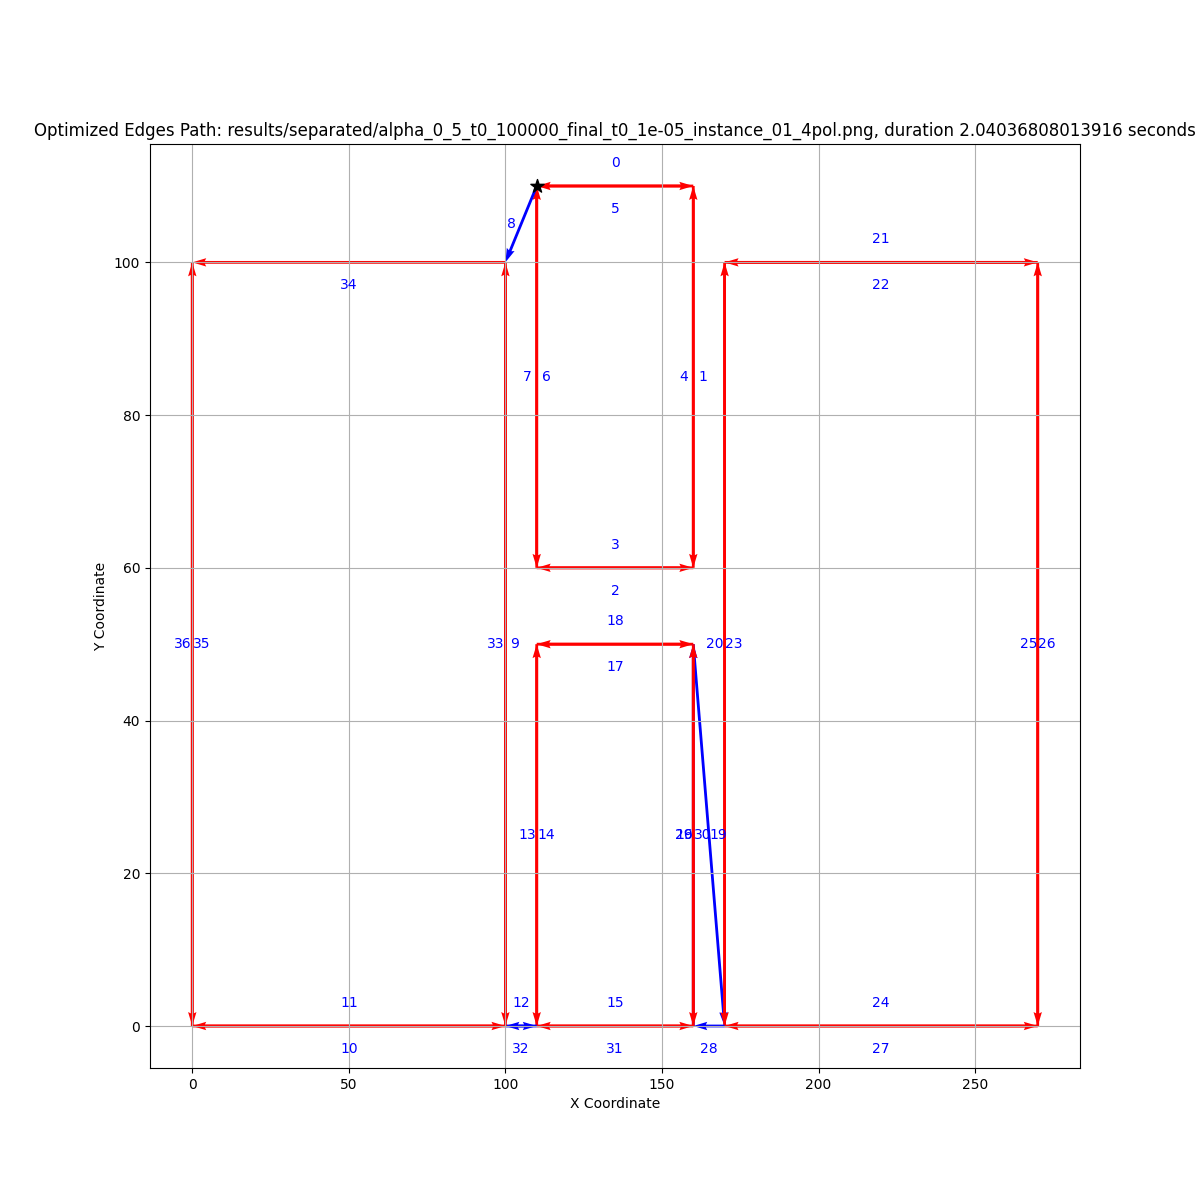 Optimized Edges Path: results/separated/alpha_0_5_t0_100000_final_t0_1e-05_instance_01_4pol.png, duration 2.04036808013916 seconds
0
5
8
21
100
34
22
7 6 4 1
80
3
60
2
18
Y Coordinate
36 35 33 9 20 23 25 26
17
40
13 14 30 19
20
11 12 15 24
0
10 32 31 28 27
0 50 100 150 200 250
X Coordinate